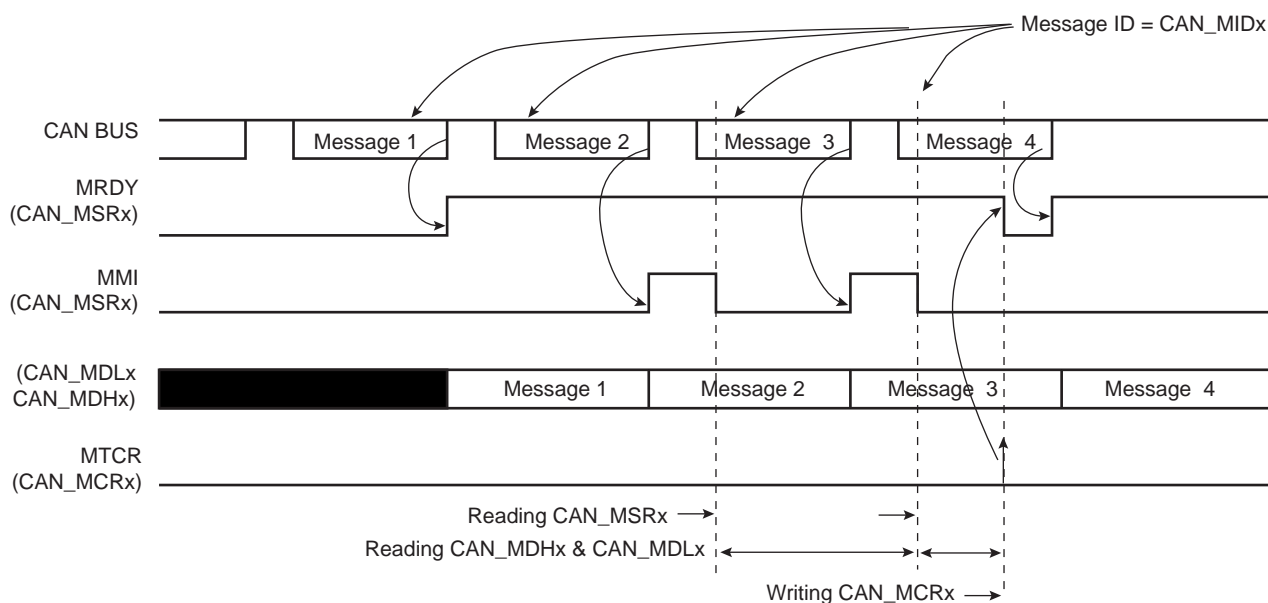 Message ID = CAN_MIDx
CAN BUS
Message 1
Message 2
Message 3
Message 4
MRDY
(CAN_MSRx)
MMI
(CAN_MSRx)
(CAN_MDLx
CAN_MDHx)
Message 1
Message 2
Message 3
Message 4
MTCR
(CAN_MCRx)
Reading CAN_MSRx
Reading CAN_MDHx & CAN_MDLx
Writing CAN_MCRx